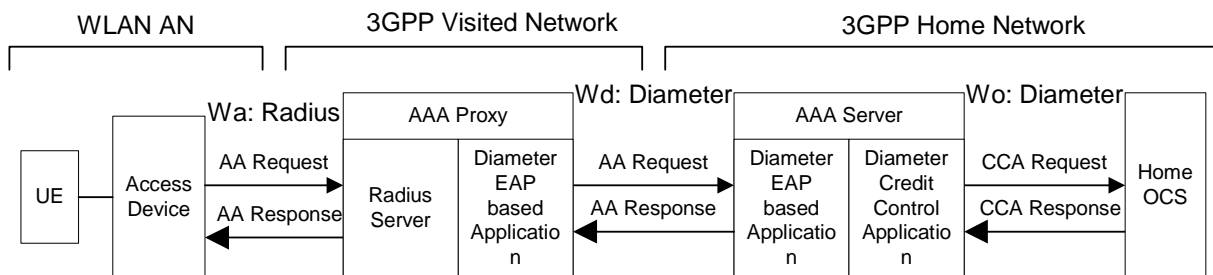 WLAN AN
3GPP Visited Network
3GPP Home Network
Wa: Radius
Wd: Diameter
Wo: Diameter
UE
Access
Device
AA Request
AA Response
AAA Proxy
Radius
Server
Diameter
EAP
based
Applicatio
n
AA Request
AA Response
AAA Server
Diameter
EAP
based
Applicatio
n
Diameter
Credit
Control
Applicatio
n
CCA Request
CCA Response
Home
OCS